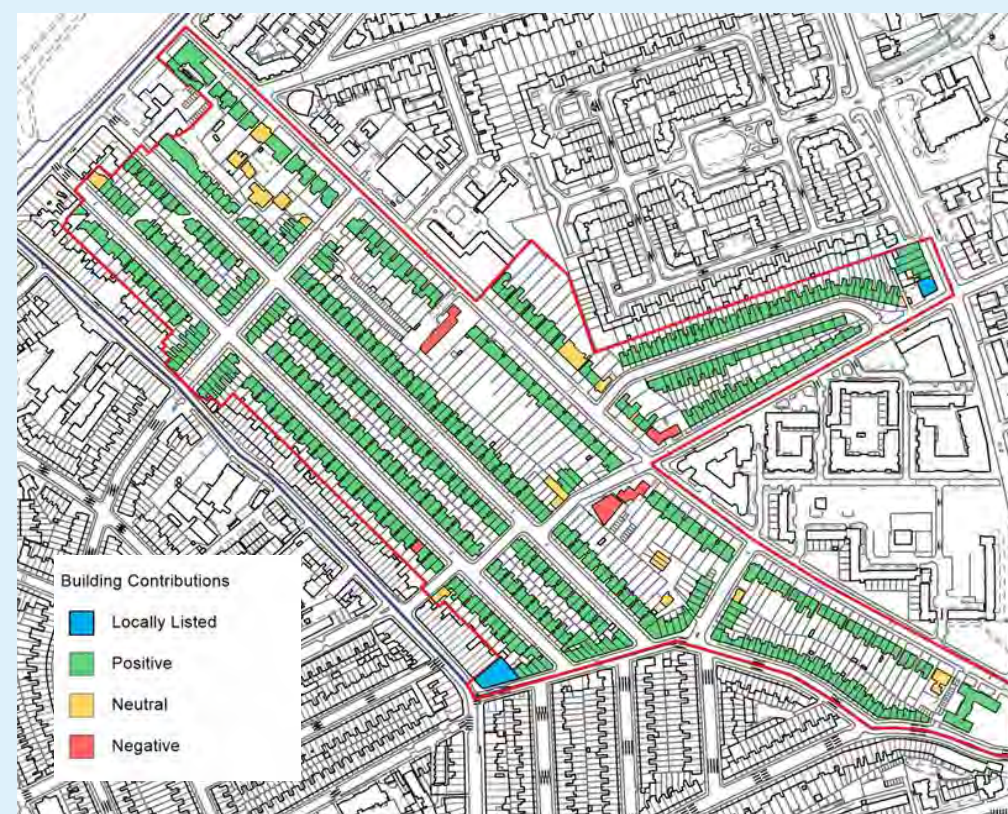 Building Contributions
Locally Listed
Positive
Neutral
Negative